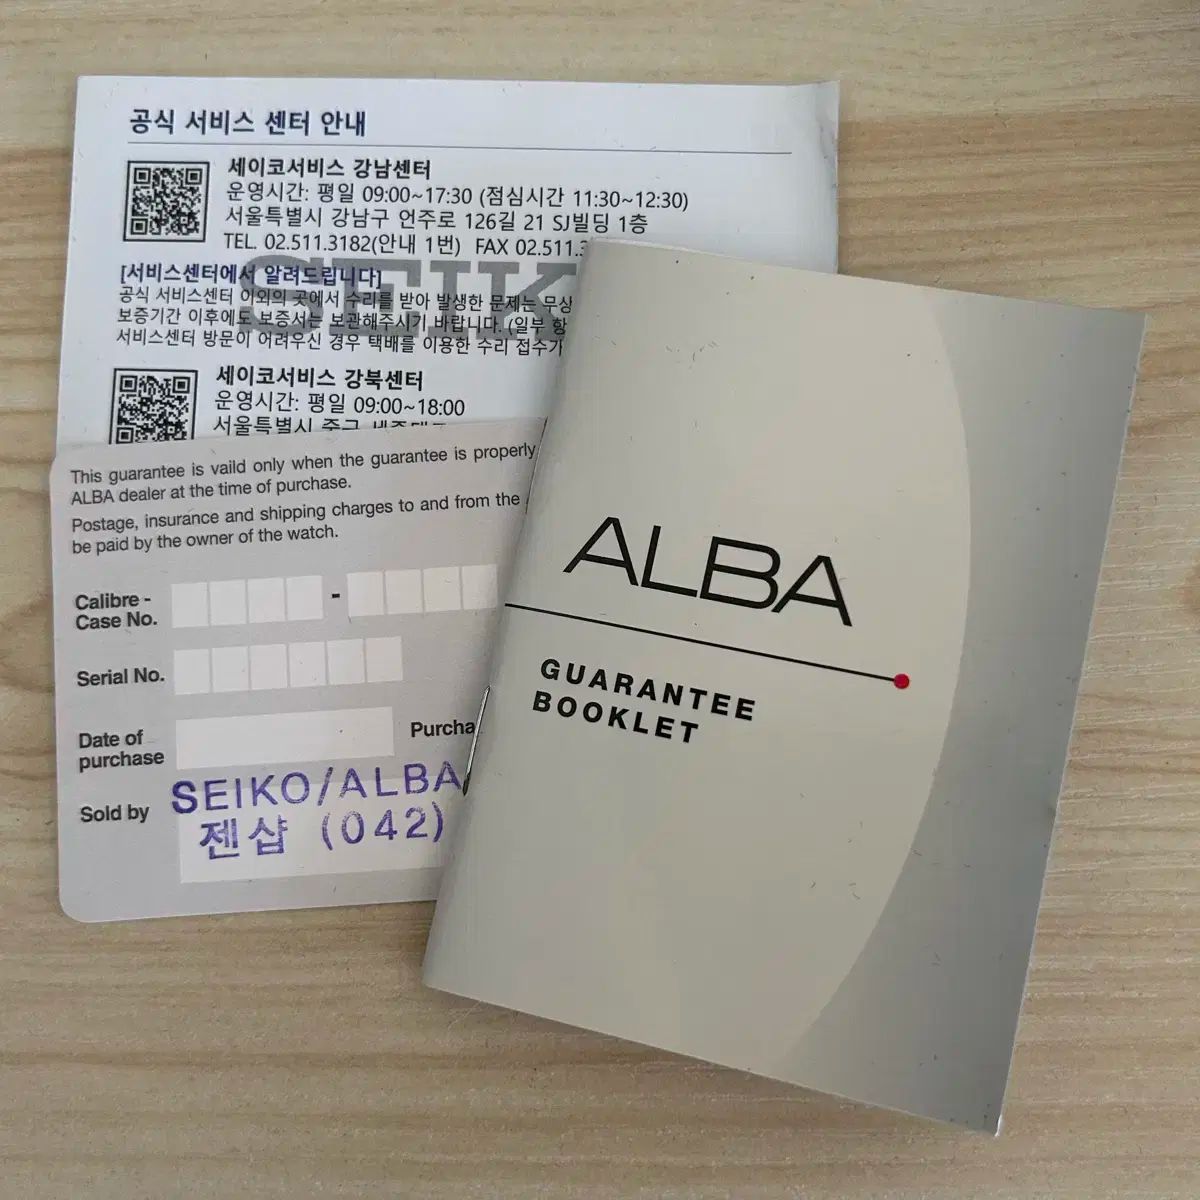 공식 서비스 센터 안내
세이코서비스 강남센터
운영시간: 평일 09:00~17:30 (점심시간 11:30~12:30)
서울특별시 강남구 언주로 126길 21 SJ빌딩 1층
TEL. 02.511.3182(안내 1번) FAX 02.511.3
SEIK
[서비스센터에서 알려드립니다]
공식 서비스센터 이외의 곳에서 수리를 받아 발생한 문제는 무상
보증기간 이후에도 보증서는 보관해주시기 바랍니다. (일부 항
서비스센터 방문이 어려우신 경우 택배를 이용한 수리 접수가
세이코서비스 강북센터
운영시간: 평일 09:00~18:00
서울특별시 중구
This guarantee is vaild only when the guarantee is properly
ALBA dealer at the time of purchase.
Postage, insurance and shipping charges to and from the
be paid by the owner of the watch.
Calibre -
Case No.
-
Serial No.
Date of
purchase
Purcha
Sold by
SEIKO/ALBA
젠샵 (042)
ALBA
GUARANTEE
BOOKLET